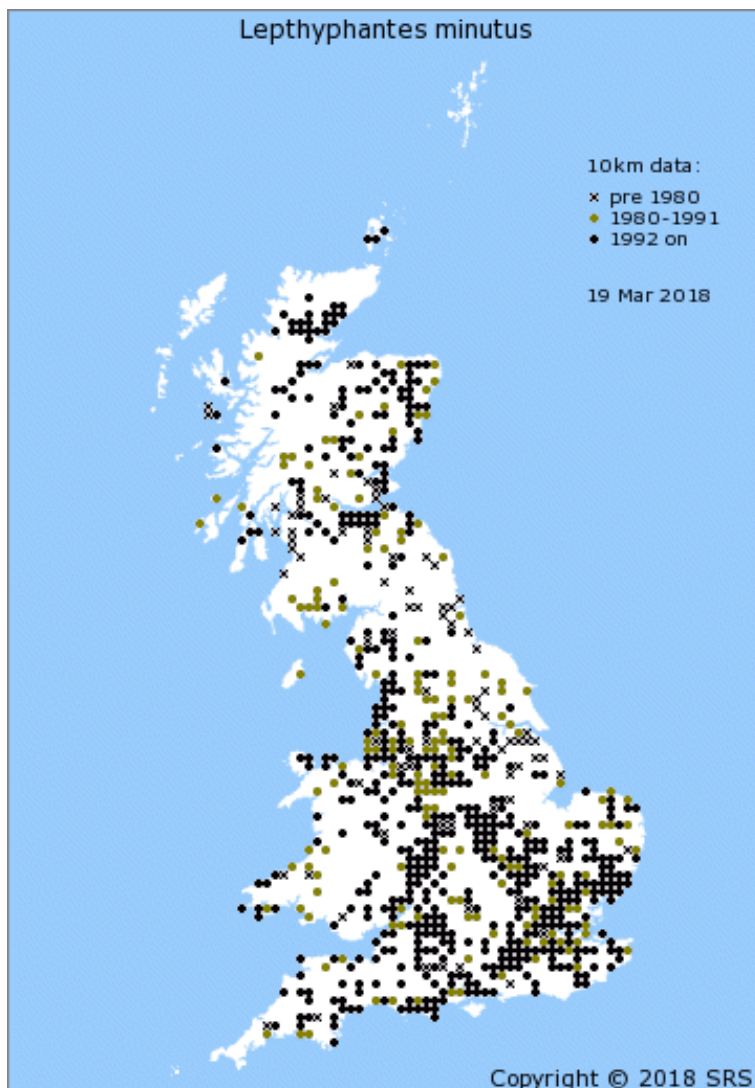 Lepthyphantes minutus
10km data:
pre 1980
1980-1991
1992 on
19 Mar 2018
Copyright © 2018 SRS